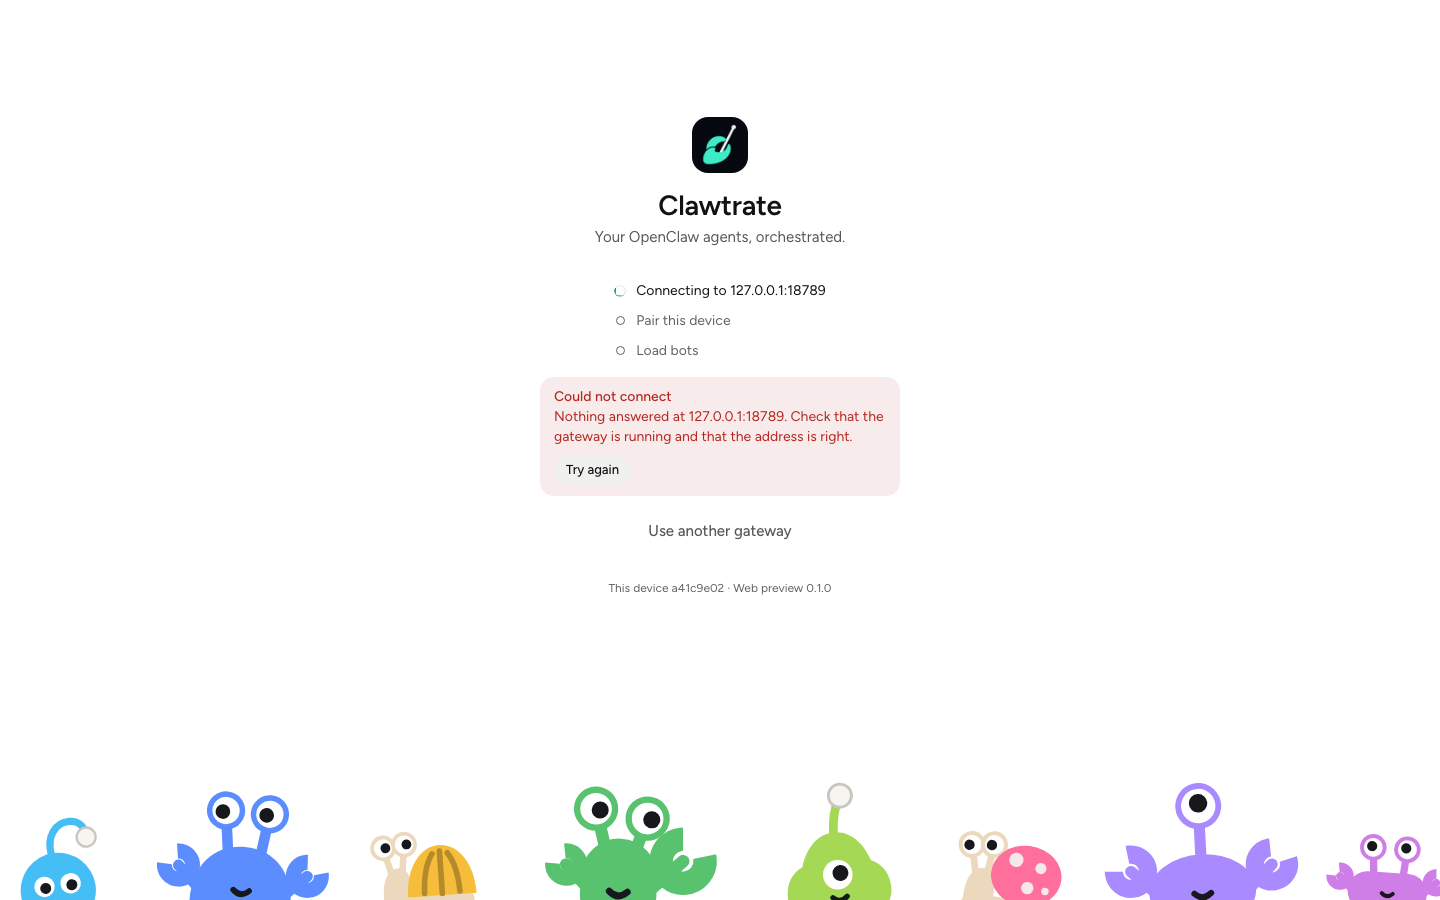 Clawtrate
Your OpenClaw agents, orchestrated.
Connecting to 127.0.0.1:18789
Pair this device
Load bots
Could not connect
Nothing answered at 127.0.0.1:18789. Check that the
gateway is running and that the address is right.
Try again
Use another gateway
This device a41c9e02 · Web preview 0.1.0